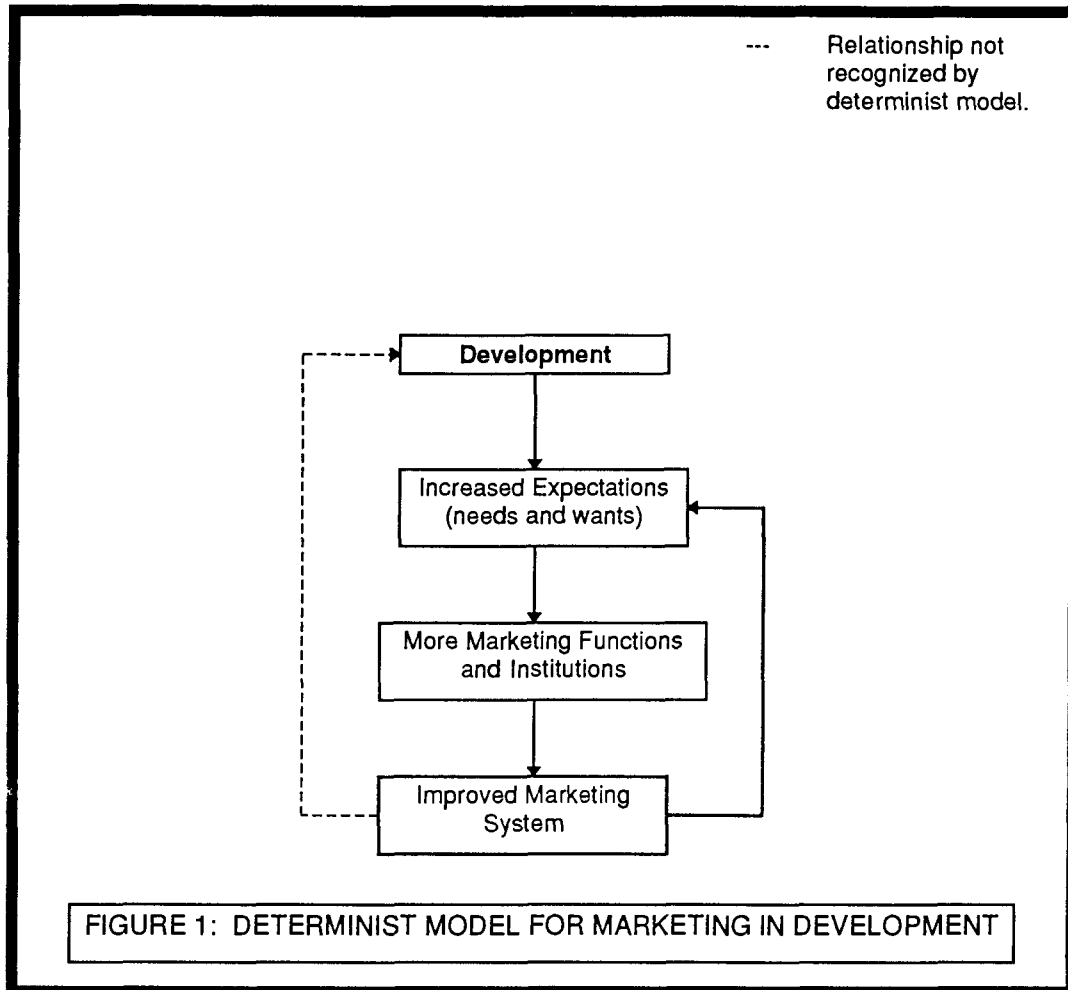 --- Relationship not
recognized by
determinist model.
Development
Increased Expectations
(needs and wants)
More Marketing Functions
and Institutions
Improved Marketing
System
FIGURE 1: DETERMINIST MODEL FOR MARKETING IN DEVELOPMENT